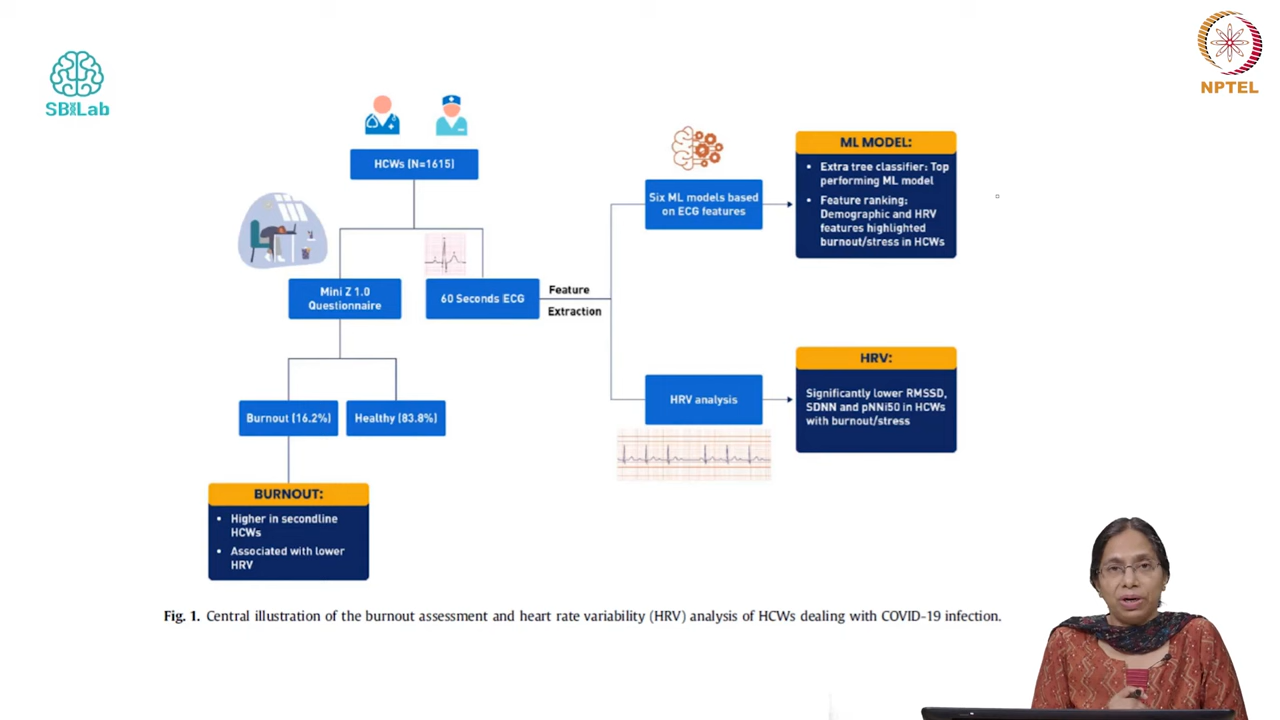 SBiLab
NPTEL
HCWs (N=1615)
Mini Z 1.0
Questionnaire
60 Seconds ECG
Feature
Extraction
Burnout (16.2%)
Healthy (83.8%)
BURNOUT:
• Higher in secondline
HCWs
• Associated with lower
HRV
Six ML models based
on ECG features
ML MODEL:
• Extra tree classifier: Top
performing ML model
• Feature ranking:
Demographic and HRV
features highlighted
burnout/stress in HCWs
HRV analysis
HRV:
Significantly lower RMSSD,
SDNN and pNNi50 in HCWs
with burnout/stress
Fig. 1. Central illustration of the burnout assessment and heart rate variability (HRV) analysis of HCWs dealing with COVID-19 infection.